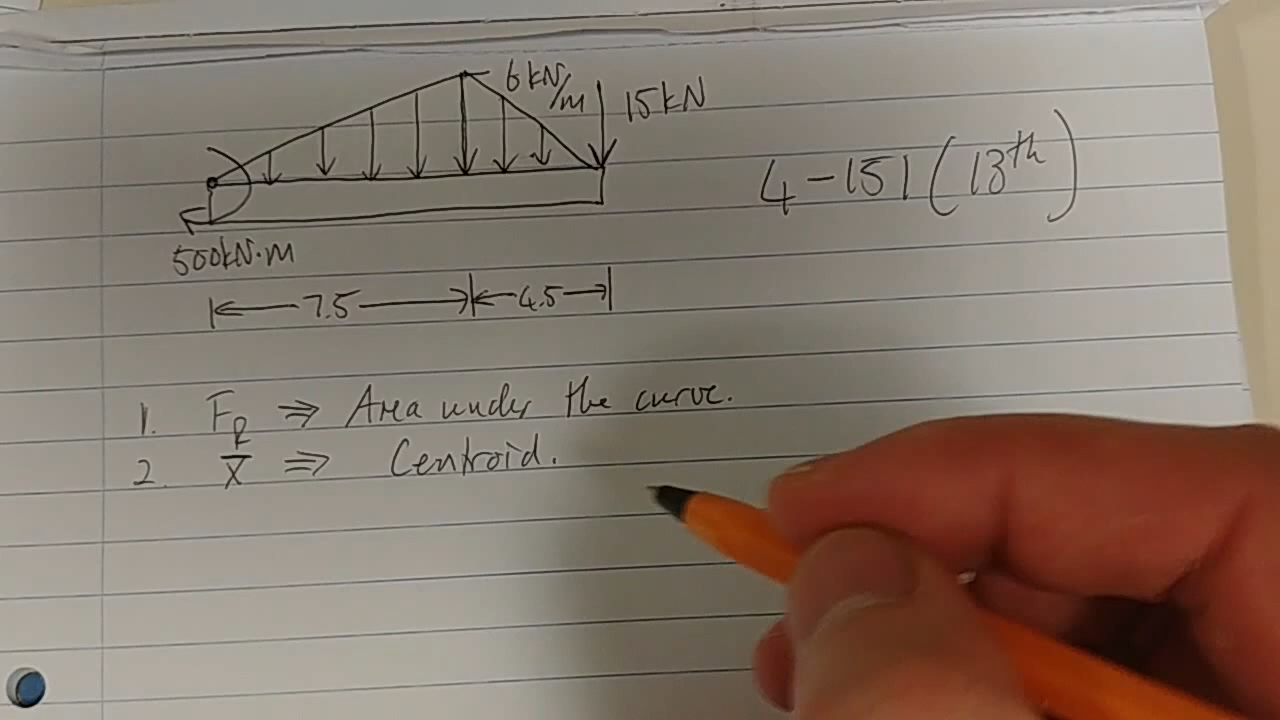 6 kN/m
15 kN
4-151 (13th)
500 kN·m
7.5
4.5
1. FR ⇒ Area under the curve.
2. x̄ ⇒ Centroid.